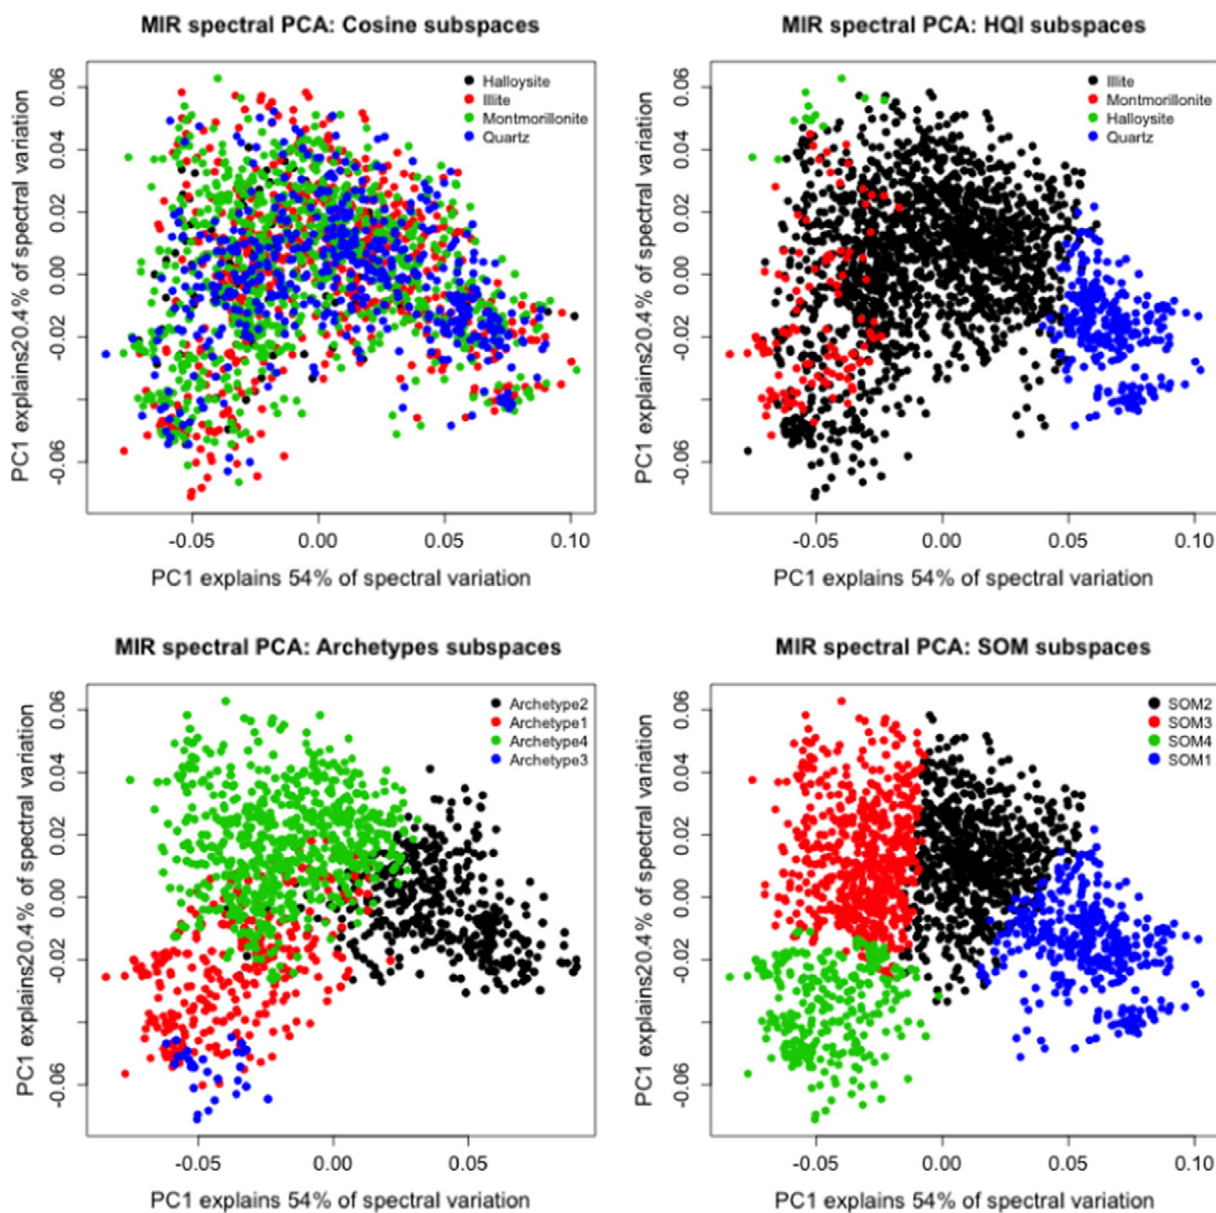 MIR spectral PCA: Cosine subspaces
PC1 explains20.4% of spectral variation
0.06
0.04
0.02
0.00
-0.02
-0.06
Halloysite
Illite
Montmorillonite
Quartz
-0.05
0.00
0.05
0.10
PC1 explains 54% of spectral variation
MIR spectral PCA: HQI subspaces
PC1 explains20.4% of spectral variation
0.06
0.04
0.02
0.00
-0.02
-0.06
Illite
Montmorillonite
Halloysite
Quartz
-0.05
0.00
0.05
0.10
PC1 explains 54% of spectral variation
MIR spectral PCA: Archetypes subspaces
PC1 explains20.4% of spectral variation
0.06
0.04
0.02
0.00
-0.02
-0.06
Archetype2
Archetype1
Archetype4
Archetype3
-0.05
0.00
0.05
PC1 explains 54% of spectral variation
MIR spectral PCA: SOM subspaces
PC1 explains20.4% of spectral variation
0.06
0.04
0.02
0.00
-0.02
-0.06
SOM2
SOM3
SOM4
SOM1
-0.05
0.00
0.05
0.10
PC1 explains 54% of spectral variation